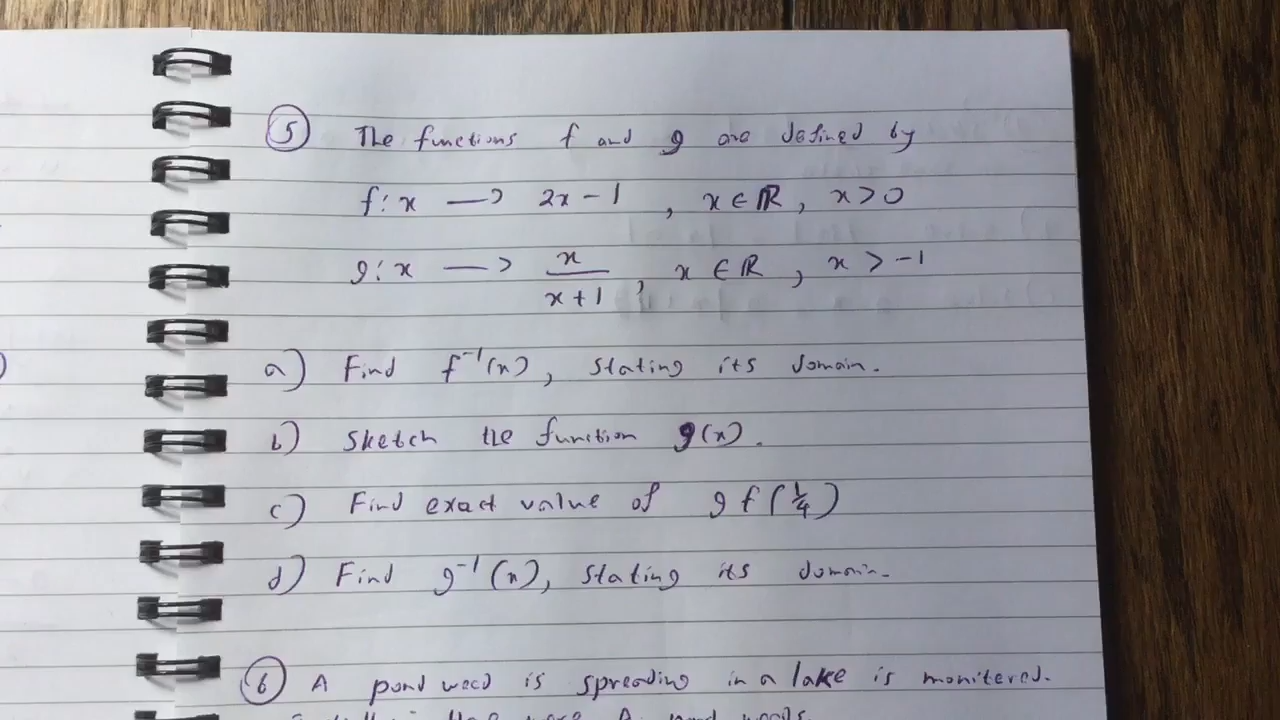 5 The functions f and g are defined by
f: x → 2x - 1 , x ∈ ℝ, x > 0
g: x → x/(x+1) , x ∈ ℝ , x > -1
a) Find f⁻¹(x), stating its domain.
b) Sketch the function g(x).
c) Find exact value of gf(1/4)
d) Find g⁻¹(x), stating its domain.
6 A pond weed is spreading in a lake is monitered.